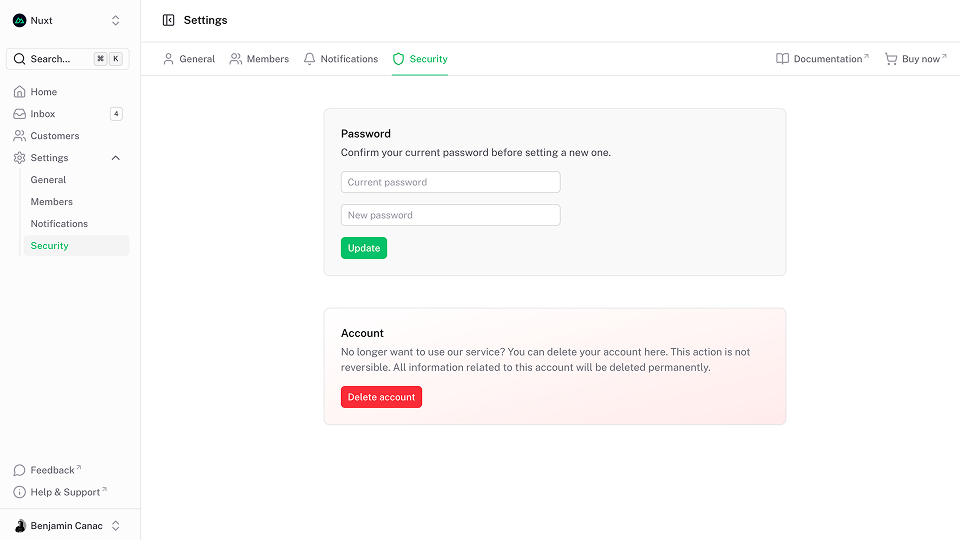 Nuxt
Search...
⌘ K
Home
Inbox
4
Customers
Settings
General
Members
Notifications
Security
Feedback
Help & Support
Benjamin Canac
Settings
General
Members
Notifications
Security
Documentation
Buy now
Password
Confirm your current password before setting a new one.
Current password
New password
Update
Account
No longer want to use our service? You can delete your account here. This action is not
reversible. All information related to this account will be deleted permanently.
Delete account